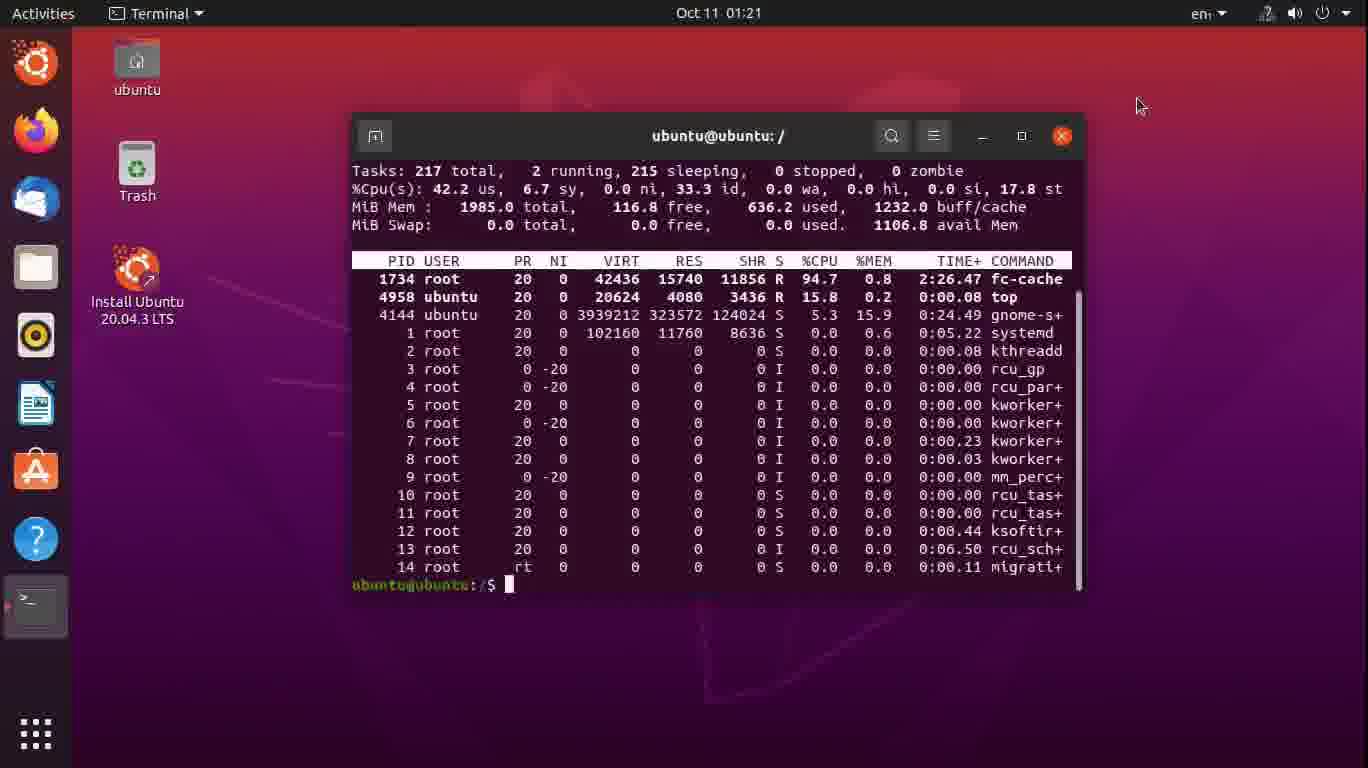 Activities
Terminal
Oct 11 01:21
en₁
ubuntu
Trash
Install Ubuntu
20.04.3 LTS
ubuntu@ubuntu: /
Tasks: 217 total, 2 running, 215 sleeping, 0 stopped, 0 zombie
%Cpu(s): 42.2 us, 6.7 sy, 0.0 ni, 33.3 id, 0.0 wa, 0.0 hi, 0.0 si, 17.8 st
MiB Mem : 1985.0 total, 116.8 free, 636.2 used, 1232.0 buff/cache
MiB Swap: 0.0 total, 0.0 free, 0.0 used. 1106.8 avail Mem
PID USER PR NI VIRT RES SHR S %CPU %MEM TIME+ COMMAND
1734 root 20 0 42436 15740 11856 R 94.7 0.8 2:26.47 fc-cache
4958 ubuntu 20 0 20624 4080 3436 R 15.8 0.2 0:00.08 top
4144 ubuntu 20 0 3939212 323572 124024 S 5.3 15.9 0:24.49 gnome-s+
1 root 20 0 102160 11760 8636 S 0.0 0.6 0:05.22 systemd
2 root 20 0 0 0 0 S 0.0 0.0 0:00.08 kthreadd
3 root 0 -20 0 0 0 I 0.0 0.0 0:00.00 rcu_gp
4 root 0 -20 0 0 0 I 0.0 0.0 0:00.00 rcu_par+
5 root 20 0 0 0 0 I 0.0 0.0 0:00.00 kworker+
6 root 0 -20 0 0 0 I 0.0 0.0 0:00.00 kworker+
7 root 20 0 0 0 0 I 0.0 0.0 0:00.23 kworker+
8 root 20 0 0 0 0 I 0.0 0.0 0:00.03 kworker+
9 root 0 -20 0 0 0 I 0.0 0.0 0:00.00 mm_perc+
10 root 20 0 0 0 0 S 0.0 0.0 0:00.00 rcu_tas+
11 root 20 0 0 0 0 S 0.0 0.0 0:00.00 rcu_tas+
12 root 20 0 0 0 0 S 0.0 0.0 0:00.44 ksoftir+
13 root 20 0 0 0 0 I 0.0 0.0 0:06.50 rcu_sch+
14 root rt 0 0 0 0 S 0.0 0.0 0:00.11 migrati+
ubuntu@ubuntu:/$